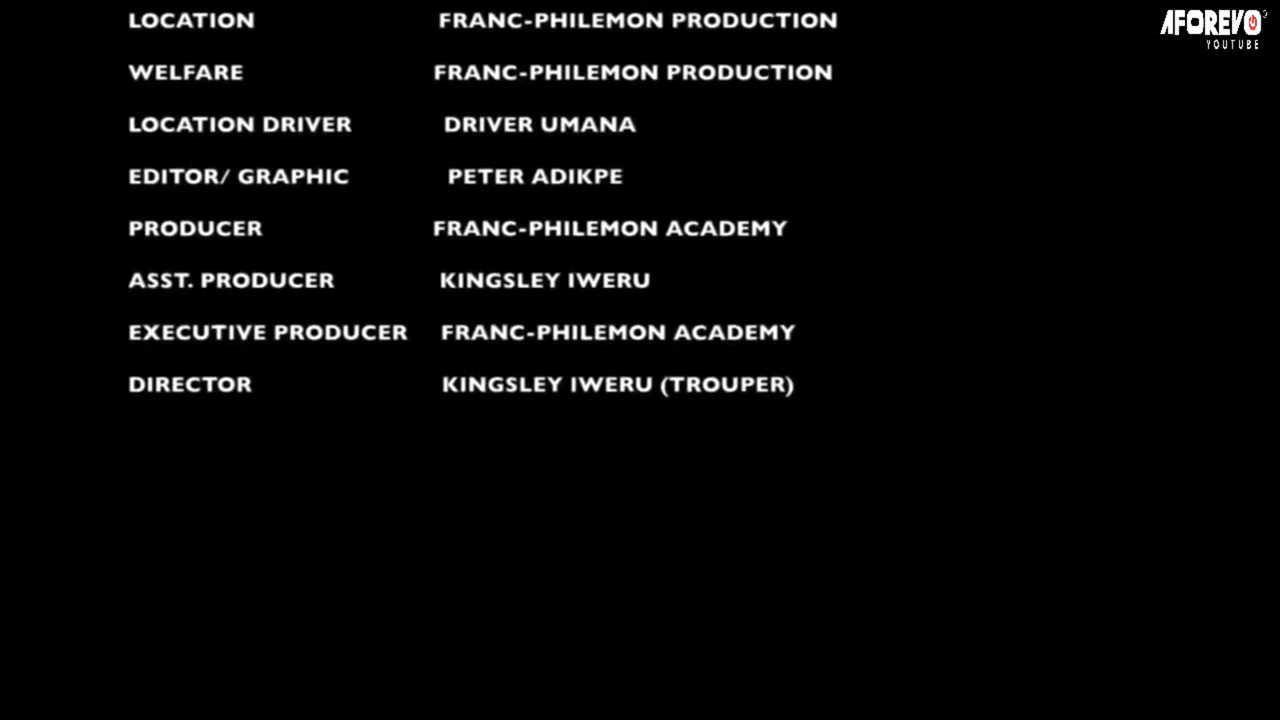 LOCATION FRANC-PHILEMON PRODUCTION
AFOREVO
YOUTUBE
WELFARE FRANC-PHILEMON PRODUCTION
LOCATION DRIVER DRIVER UMANA
EDITOR/ GRAPHIC PETER ADIKPE
PRODUCER FRANC-PHILEMON ACADEMY
ASST. PRODUCER KINGSLEY IWERU
EXECUTIVE PRODUCER FRANC-PHILEMON ACADEMY
DIRECTOR KINGSLEY IWERU (TROUPER)